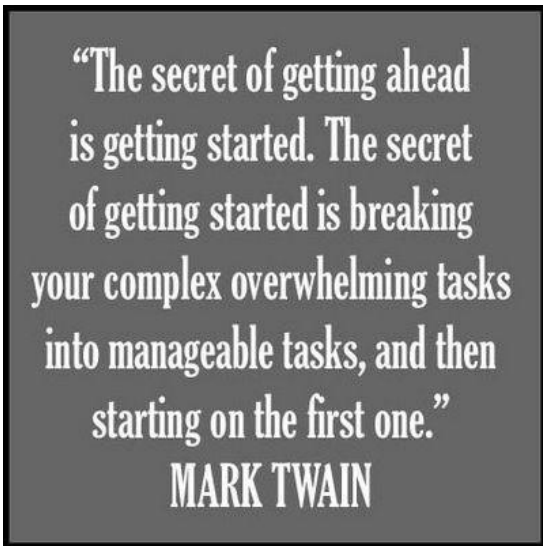 “The secret of getting ahead
is getting started. The secret
of getting started is breaking
your complex overwhelming tasks
into manageable tasks, and then
starting on the first one.”
MARK TWAIN